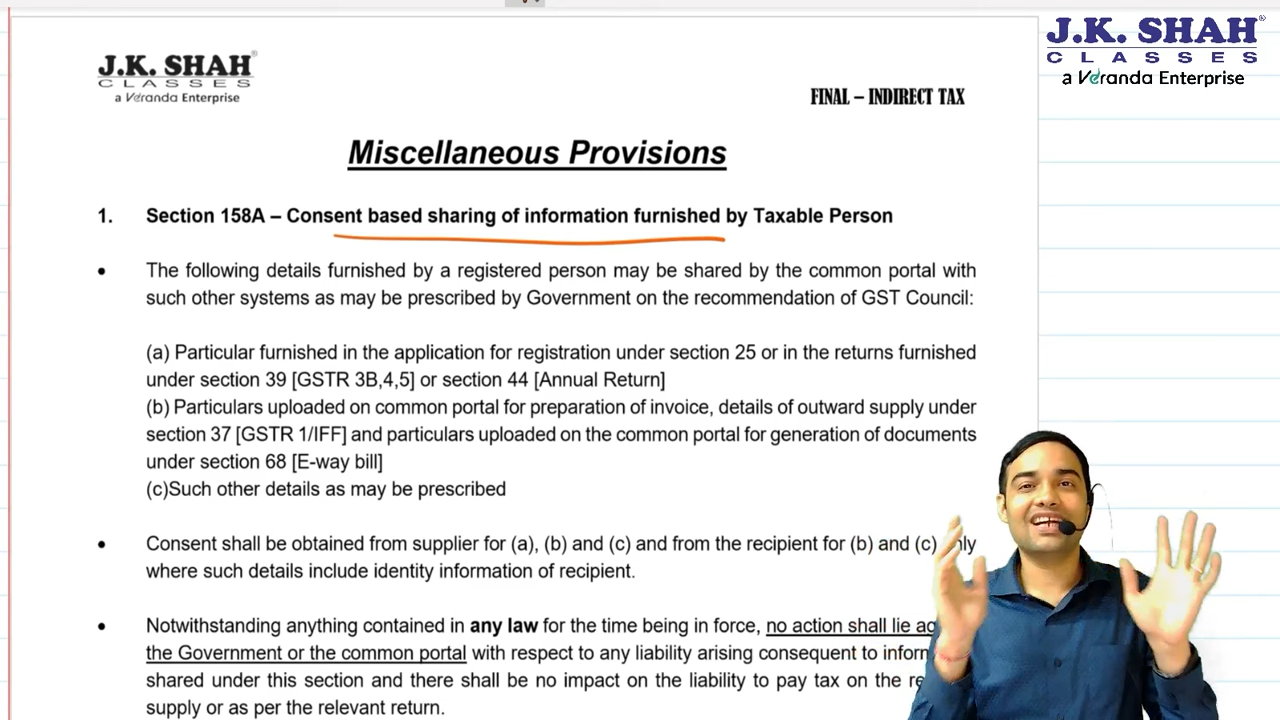 J.K. SHAH®
CLASSES
a Veranda Enterprise
J.K. SHAH®
CLASSES
a Veranda Enterprise
FINAL – INDIRECT TAX
Miscellaneous Provisions
1. Section 158A – Consent based sharing of information furnished by Taxable Person
• The following details furnished by a registered person may be shared by the common portal with
such other systems as may be prescribed by Government on the recommendation of GST Council:
(a) Particular furnished in the application for registration under section 25 or in the returns furnished
under section 39 [GSTR 3B,4,5] or section 44 [Annual Return]
(b) Particulars uploaded on common portal for preparation of invoice, details of outward supply under
section 37 [GSTR 1/IFF] and particulars uploaded on the common portal for generation of documents
under section 68 [E-way bill]
(c)Such other details as may be prescribed
• Consent shall be obtained from supplier for (a), (b) and (c) and from the recipient for (b) and (c)
where such details include identity information of recipient.
• Notwithstanding anything contained in any law for the time being in force, no action shall lie
the Government or the common portal with respect to any liability arising consequent to
shared under this section and there shall be no impact on the liability to pay tax on the
supply or as per the relevant return.